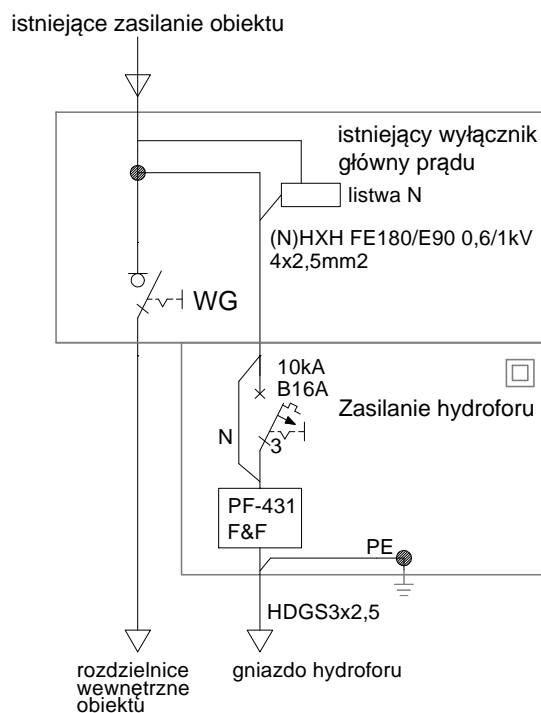 istniejące zasilanie obiektu
istniejący wyłącznik
główny prądu
listwa N
(N)HXH FE180/E90 0,6/1kV
4x2,5mm2
WG
10kA
B16A
Zasilanie hydroforu
N
3
PF-431
F&F
PE
HDGS3x2,5
rozdzielnice
wewnętrzne
obiektu
gniazdo hydroforu